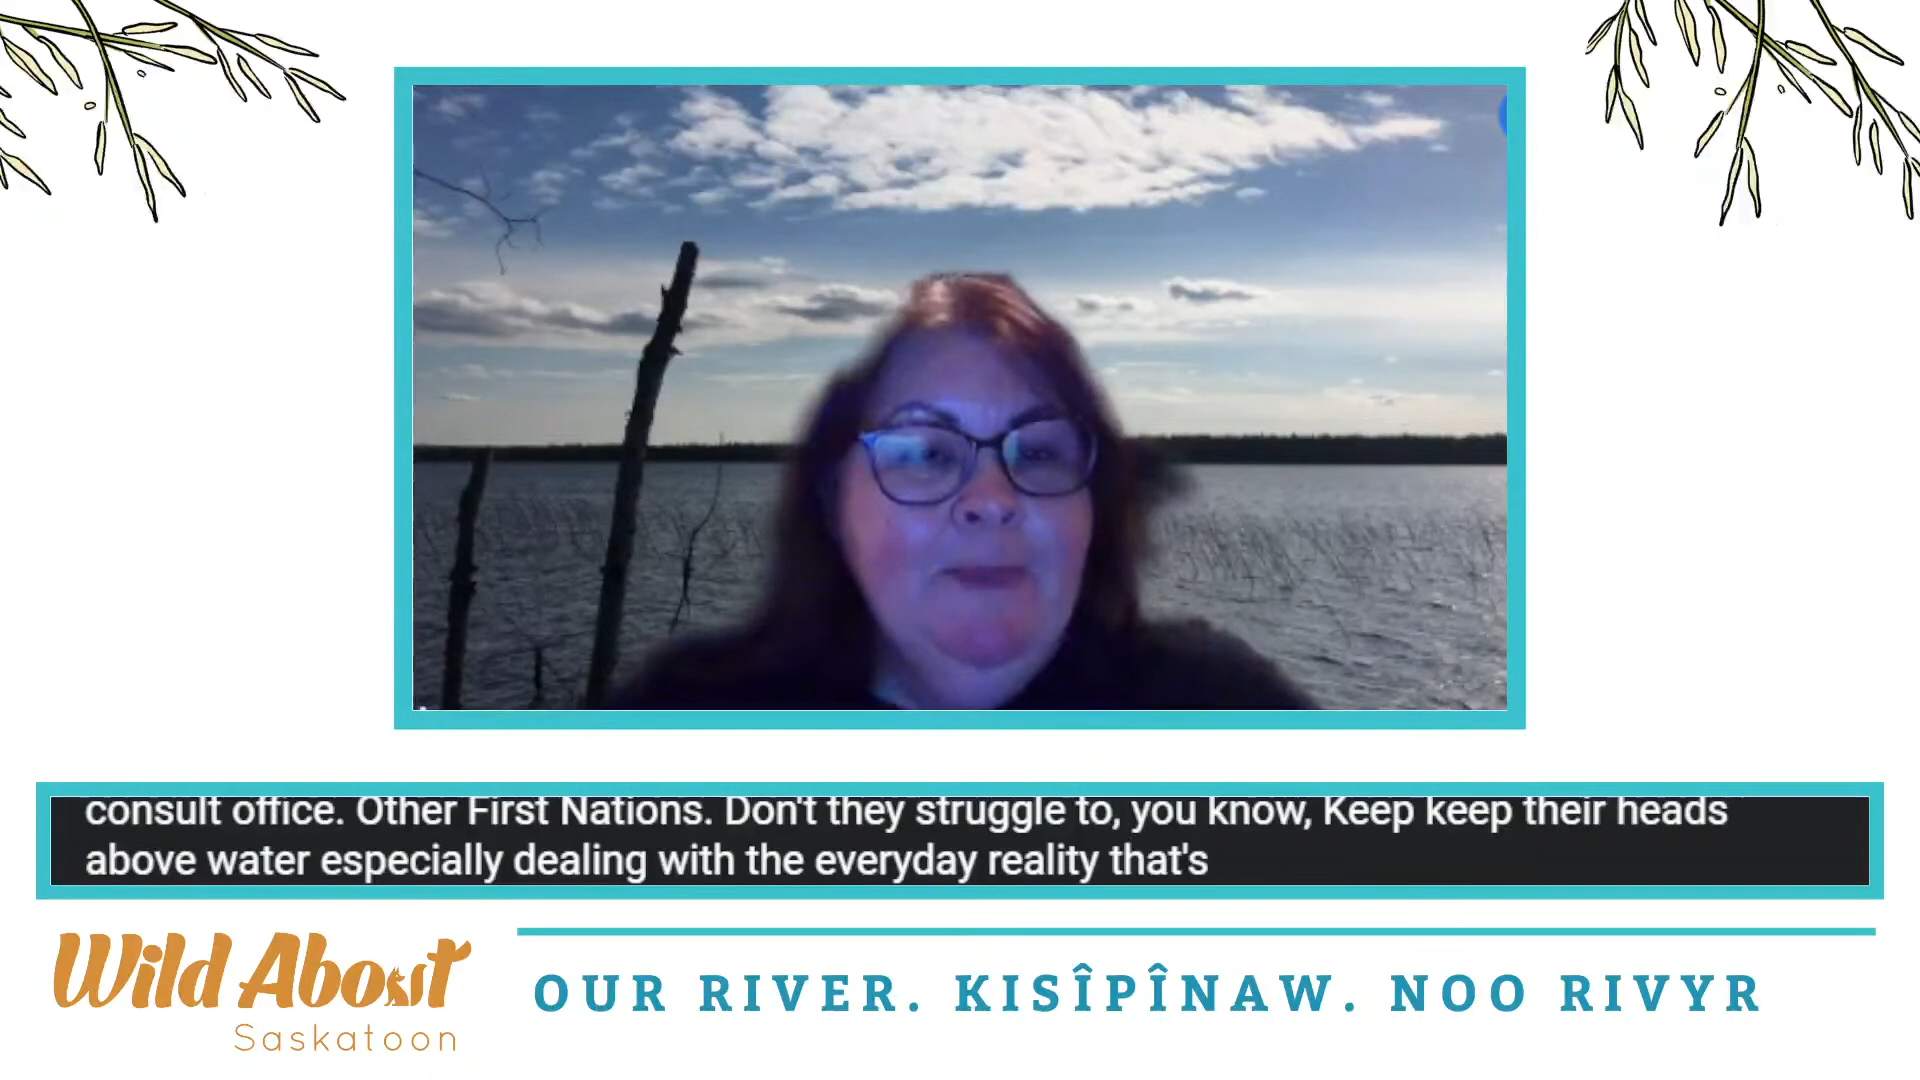 consult office. Other First Nations. Don't they struggle to, you know, Keep keep their heads
above water especially dealing with the everyday reality that's
Wild About
Saskatoon
OUR RIVER. KISÎPÎNAW. NOO RIVYR